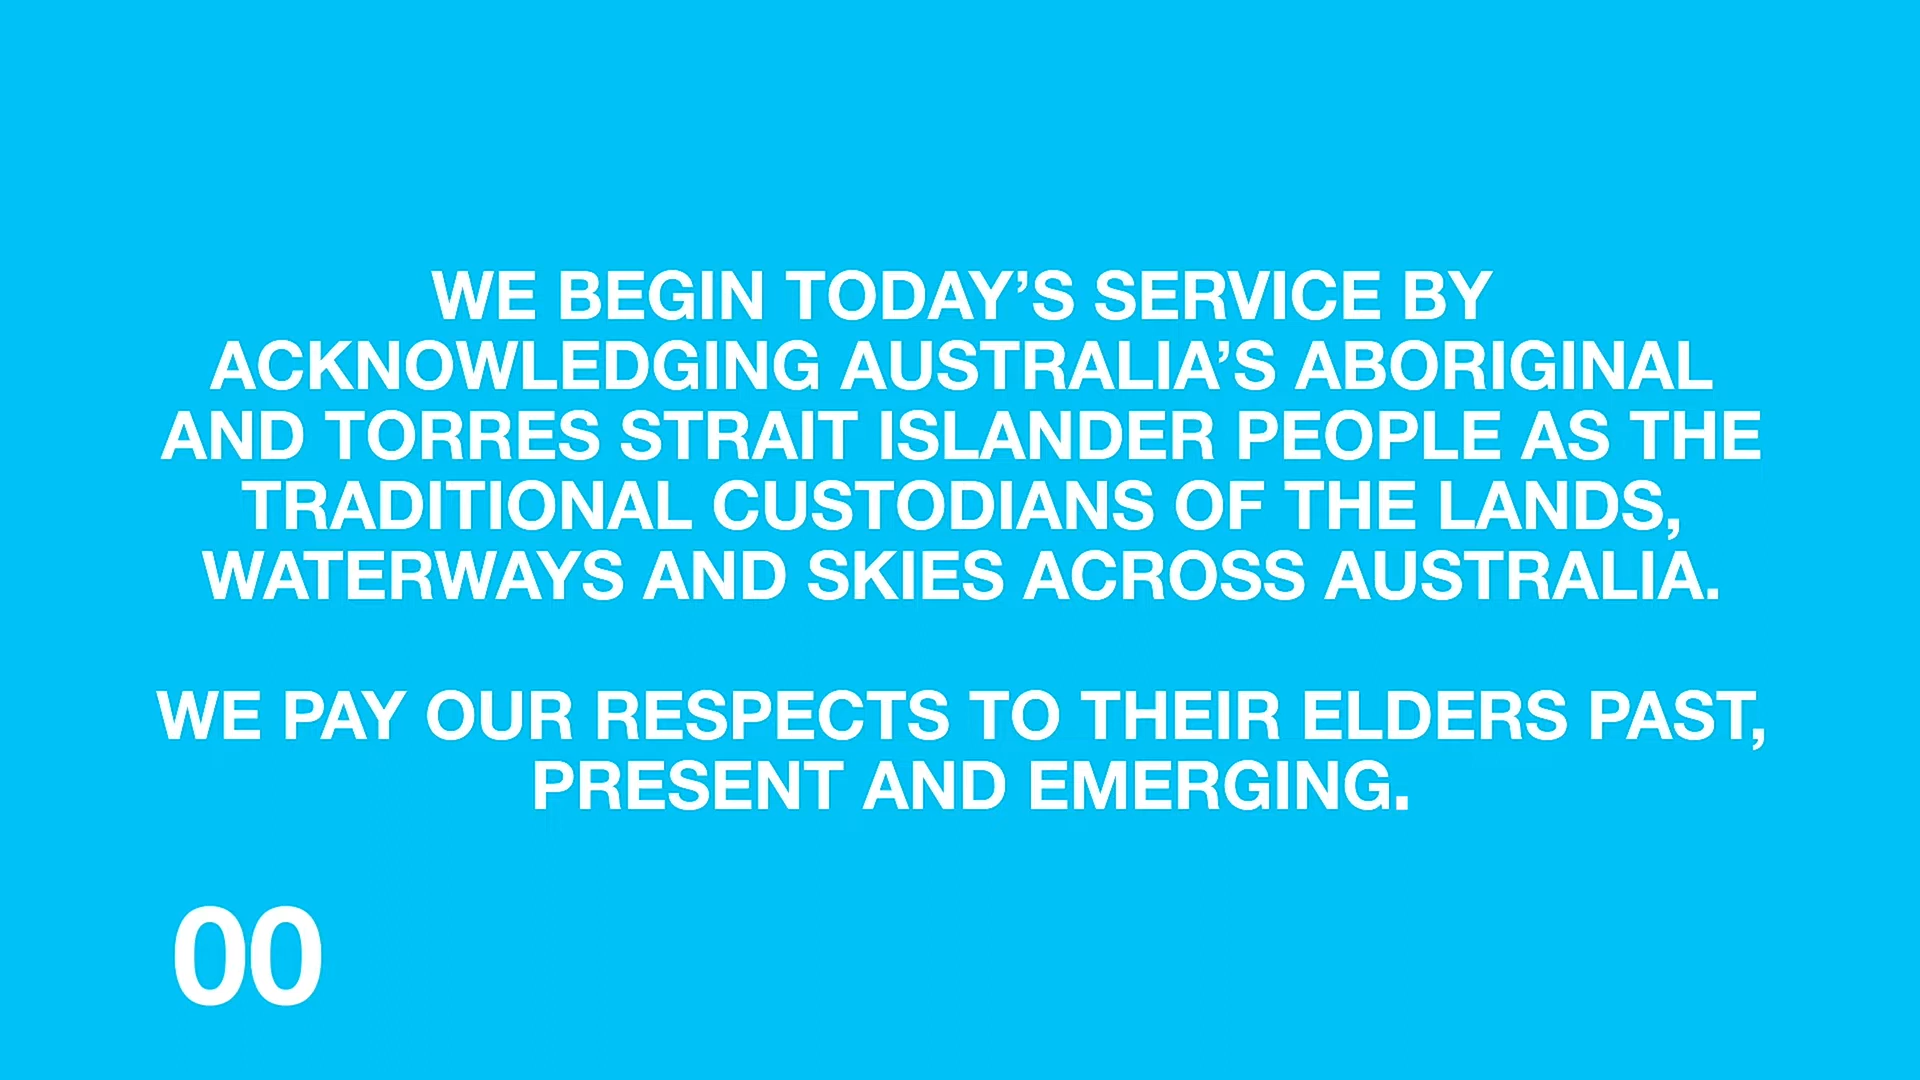 WE BEGIN TODAY’S SERVICE BY
ACKNOWLEDGING AUSTRALIA’S ABORIGINAL
AND TORRES STRAIT ISLANDER PEOPLE AS THE
TRADITIONAL CUSTODIANS OF THE LANDS,
WATERWAYS AND SKIES ACROSS AUSTRALIA.
WE PAY OUR RESPECTS TO THEIR ELDERS PAST,
PRESENT AND EMERGING.
00